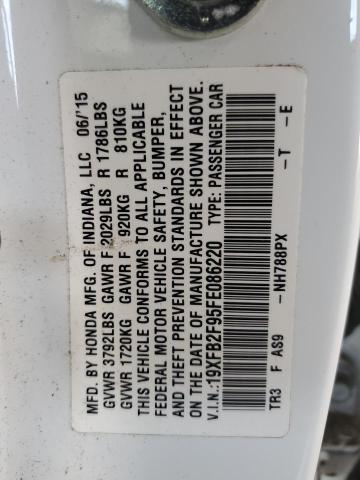 MFD. BY HONDA MFG. OF INDIANA, LLC 06/'15
GVWR 3792LBS GAWR F 2029LBS R 1786LBS
GVWR 1720KG GAWR F 920KG R 810KG
THIS VEHICLE CONFORMS TO ALL APPLICABLE
FEDERAL MOTOR VEHICLE SAFETY, BUMPER,
AND THEFT PREVENTION STANDARDS IN EFFECT
ON THE DATE OF MANUFACTURE SHOWN ABOVE.
V.I.N.:19XFB2F95FE086220 TYPE: PASSENGER CAR
TR3 F AS9 -NH788PX -T -E